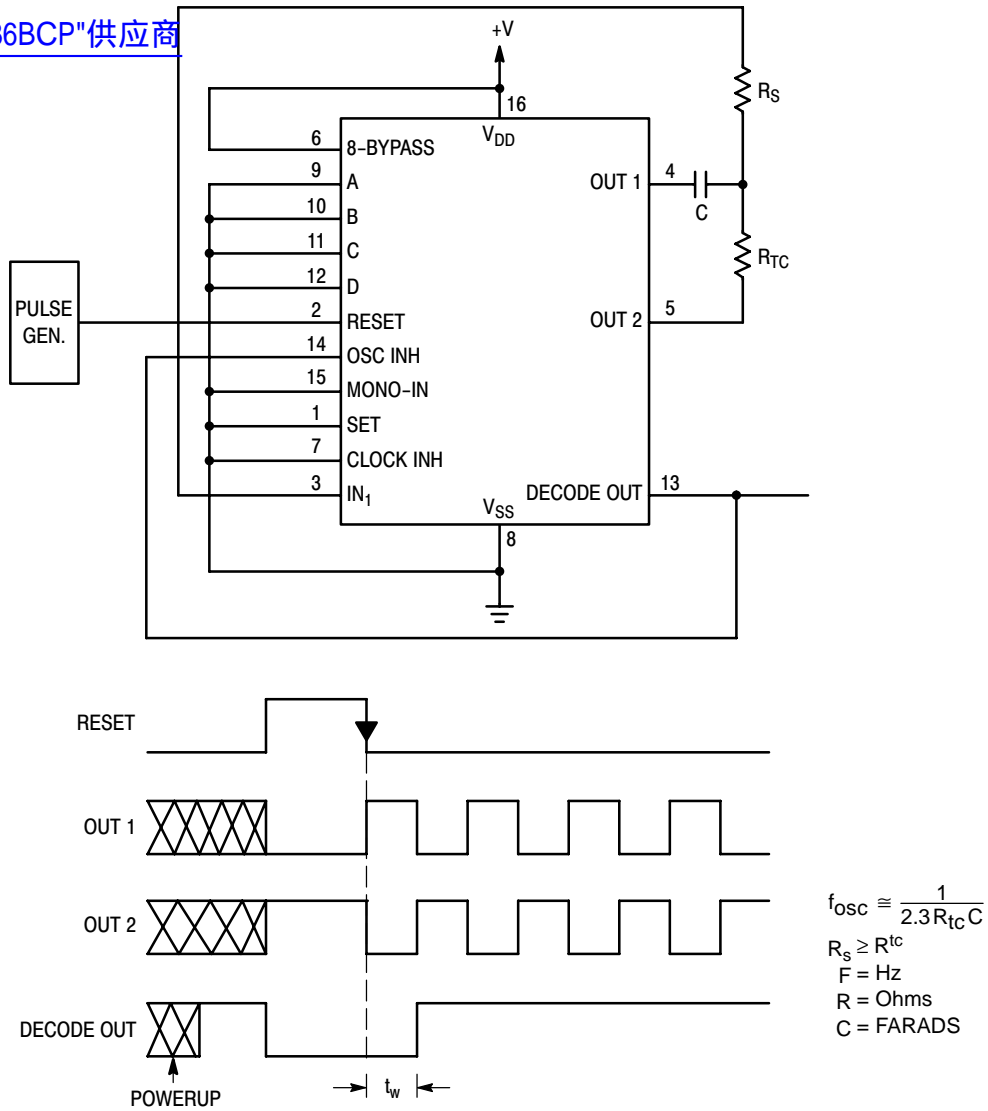 36BCP"供应商
+V
RS
16
VDD
6
8-BYPASS
9
A
OUT 1
4
C
10
B
11
C
RTC
12
D
PULSE
GEN.
2
RESET
OUT 2
5
14
OSC INH
15
MONO-IN
1
SET
7
CLOCK INH
3
IN1
DECODE OUT
13
VSS
8
RESET
OUT 1
OUT 2
DECODE OUT
POWERUP
tw
fosc ≅ 1 / 2.3 Rtc C
Rs ≥ Rtc
F = Hz
R = Ohms
C = FARADS